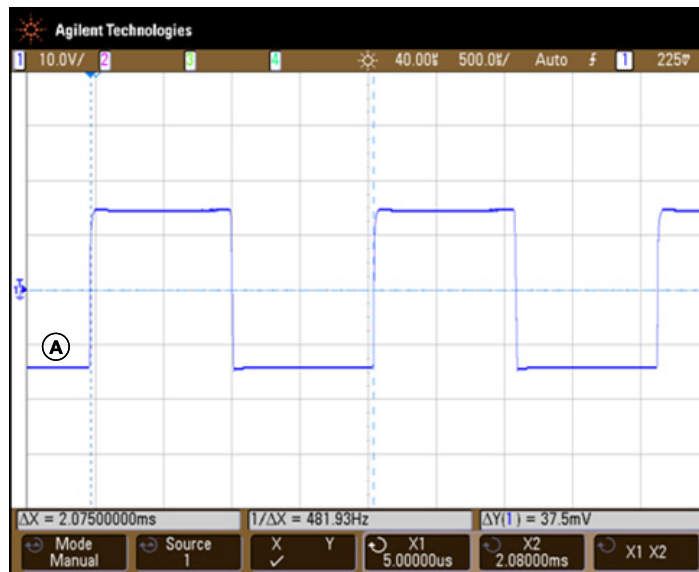 Agilent Technologies
1 10.0V/ 2 3 4 40.00% 500.0%/ Auto 1 225▽
A
ΔX = 2.07500000ms 1/ΔX = 481.93Hz ΔY(1) = 37.5mV
Mode Source X Y X1 X2 X1 X2
Manual 1 ✓ 5.00000us 2.08000ms